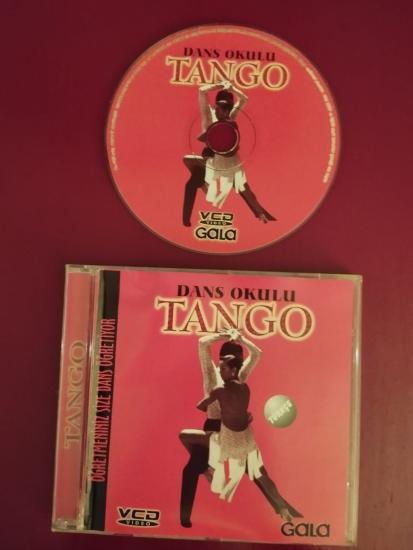 DANS OKULU
TANGO
VCD
VIDEO
GALA
TANGO
ÖĞRETMENİNİZ SİZE DANS ÖĞRETİYOR
DANS OKULU
TANGO
VCD
VIDEO
GALA